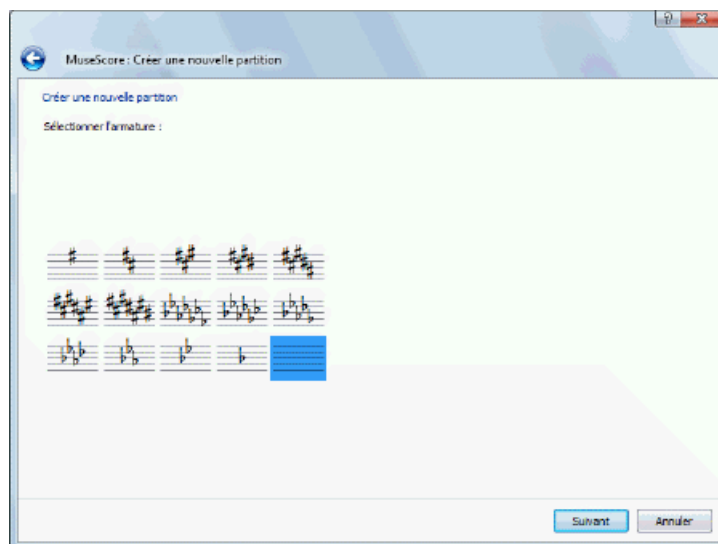 MuseScore : Créer une nouvelle partition
Créer une nouvelle partition
Sélectionner l'armature :
Suivant
Annuler